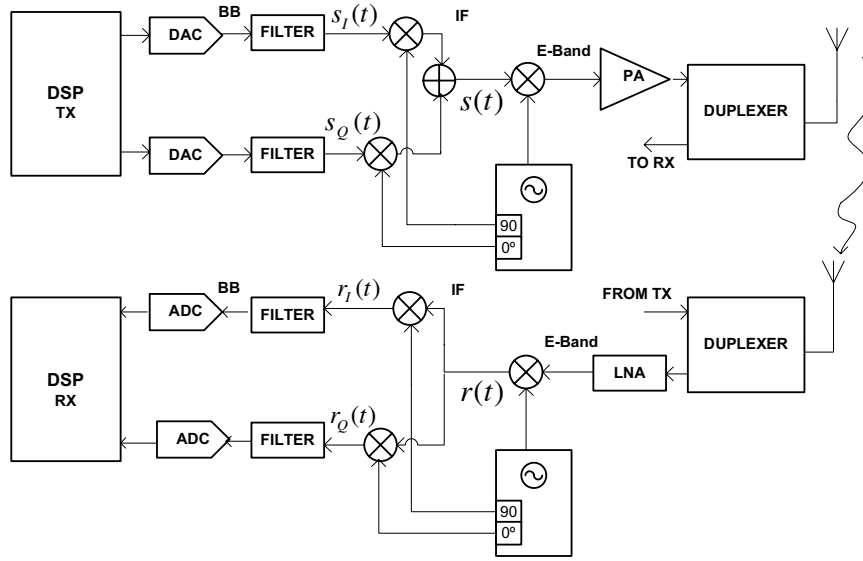 BB
s_I(t)
IF
DAC
FILTER
E-Band
PA
DSP
TX
s(t)
DUPLEXER
s_Q(t)
DAC
FILTER
TO RX
90
0º
BB
r_I(t)
IF
FROM TX
ADC
FILTER
E-Band
DUPLEXER
DSP
RX
r(t)
LNA
r_Q(t)
ADC
FILTER
90
0º